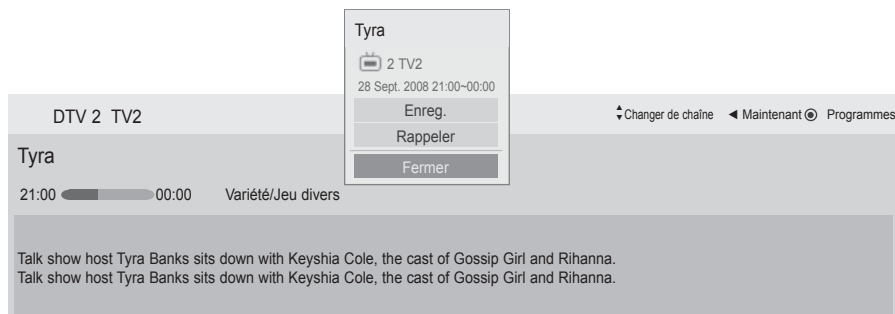 Tyra
2 TV2
28 Sept. 2008 21:00~00:00
Enreg.
Rappeler
Fermer
DTV 2 TV2
Changer de chaîne ◄ Maintenant ◉ Programmes
Tyra
21:00 00:00 Variété/Jeu divers
Talk show host Tyra Banks sits down with Keyshia Cole, the cast of Gossip Girl and Rihanna.
Talk show host Tyra Banks sits down with Keyshia Cole, the cast of Gossip Girl and Rihanna.